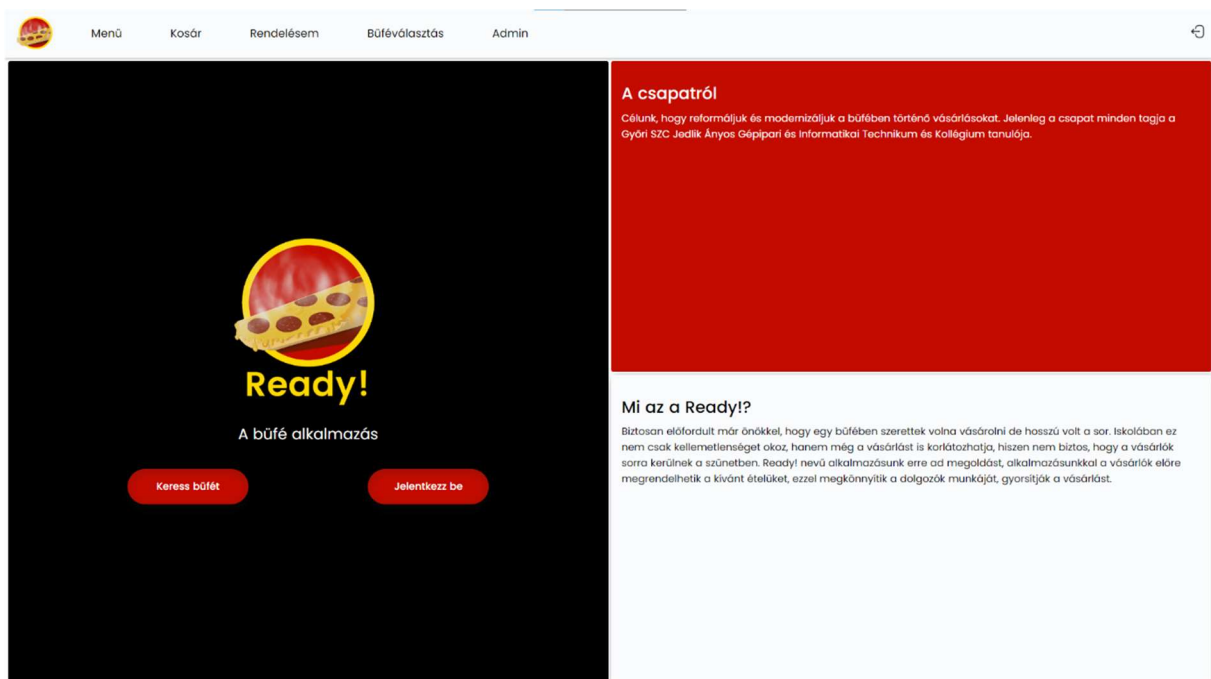 Menü Kosár Rendelésem Büféválasztás Admin
Ready!
A büfé alkalmazás
Keress büfét Jelentkezz be
A csapatról
Célunk, hogy reformáljuk és modernizáljuk a büfében történő vásárlásokat. Jelenleg a csapat minden tagja a
Győri SZC Jedlik Ányos Gépipari és Informatikai Technikum és Kollégium tanulója.
Mi az a Ready!?
Biztosan előfordult már önökkel, hogy egy büfében szerettek volna vásárolni de hosszú volt a sor. Iskolában ez
nem csak kellemetlenséget okoz, hanem még a vásárlást is korlátozhatja, hiszen nem biztos, hogy a vásárlók
sorra kerülnek a szünetben. Ready! nevű alkalmazásunk erre ad megoldást, alkalmazásunkkal a vásárlók előre
megrendelhetik a kívánt ételüket, ezzel megkönnyítik a dolgozók munkáját, gyorsítják a vásárlást.